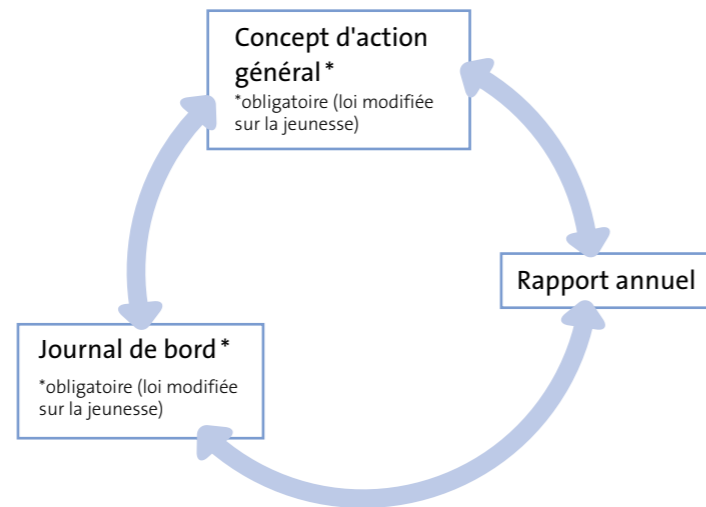 Concept d'action
général*
*obligatoire (loi modifiée
sur la jeunesse)
Rapport annuel
Journal de bord*
*obligatoire (loi modifiée
sur la jeunesse)